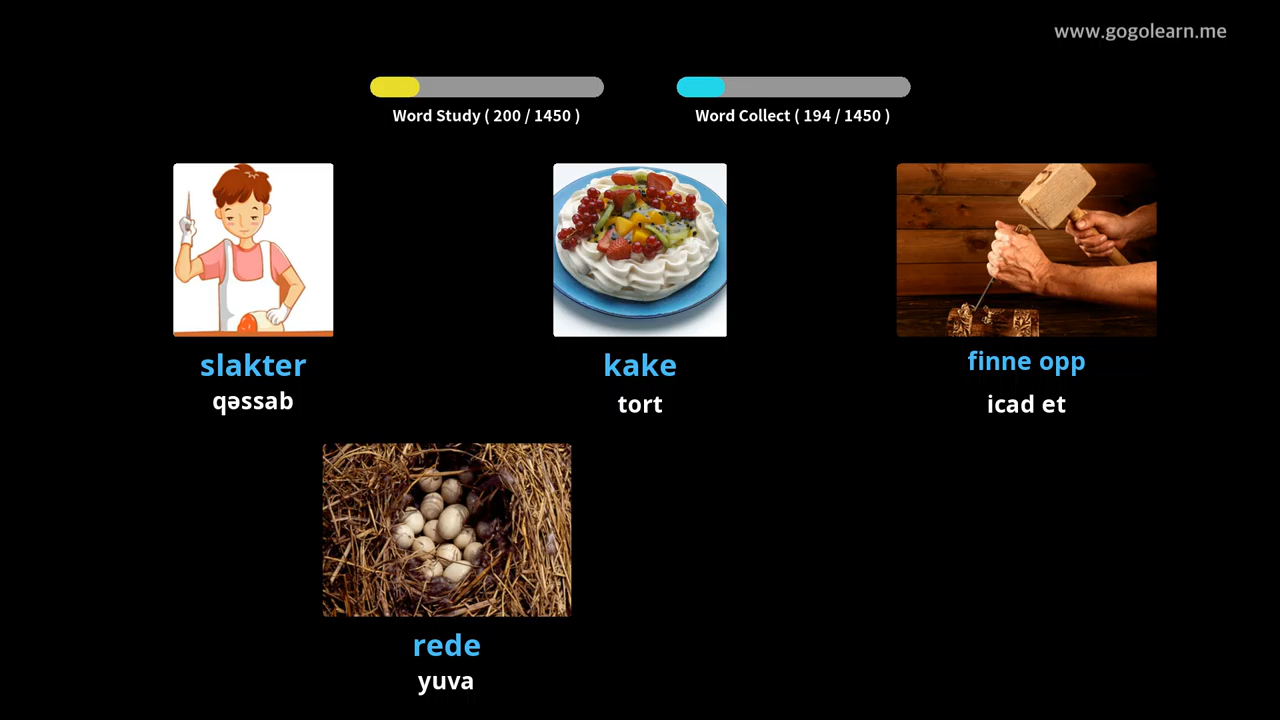 www.gogolearn.me
Word Study ( 200 / 1450 )
Word Collect ( 194 / 1450 )
slakter
qəssab
kake
tort
finne opp
icad et
rede
yuva